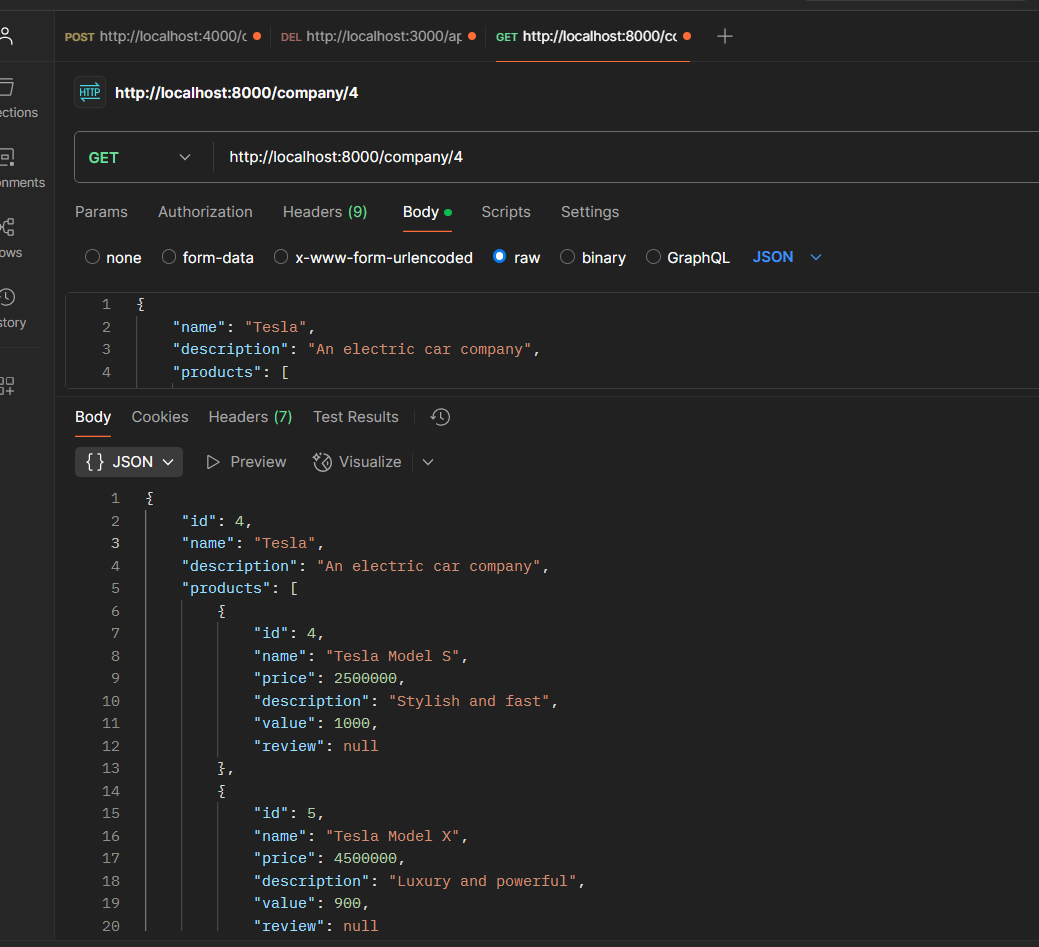 POST http://localhost:4000/c
DEL http://localhost:3000/ap
GET http://localhost:8000/cc
HTTP http://localhost:8000/company/4
GET http://localhost:8000/company/4
ections
onments
ows
story
Params Authorization Headers (9) Body Scripts Settings
none form-data x-www-form-urlencoded raw binary GraphQL JSON
1 {
2 "name": "Tesla",
3 "description": "An electric car company",
4 "products": [
Body Cookies Headers (7) Test Results
{} JSON Preview Visualize
1 {
2 "id": 4,
3 "name": "Tesla",
4 "description": "An electric car company",
5 "products": [
6 {
7 "id": 4,
8 "name": "Tesla Model S",
9 "price": 2500000,
10 "description": "Stylish and fast",
11 "value": 1000,
12 "review": null
13 },
14 {
15 "id": 5,
16 "name": "Tesla Model X",
17 "price": 4500000,
18 "description": "Luxury and powerful",
19 "value": 900,
20 "review": null